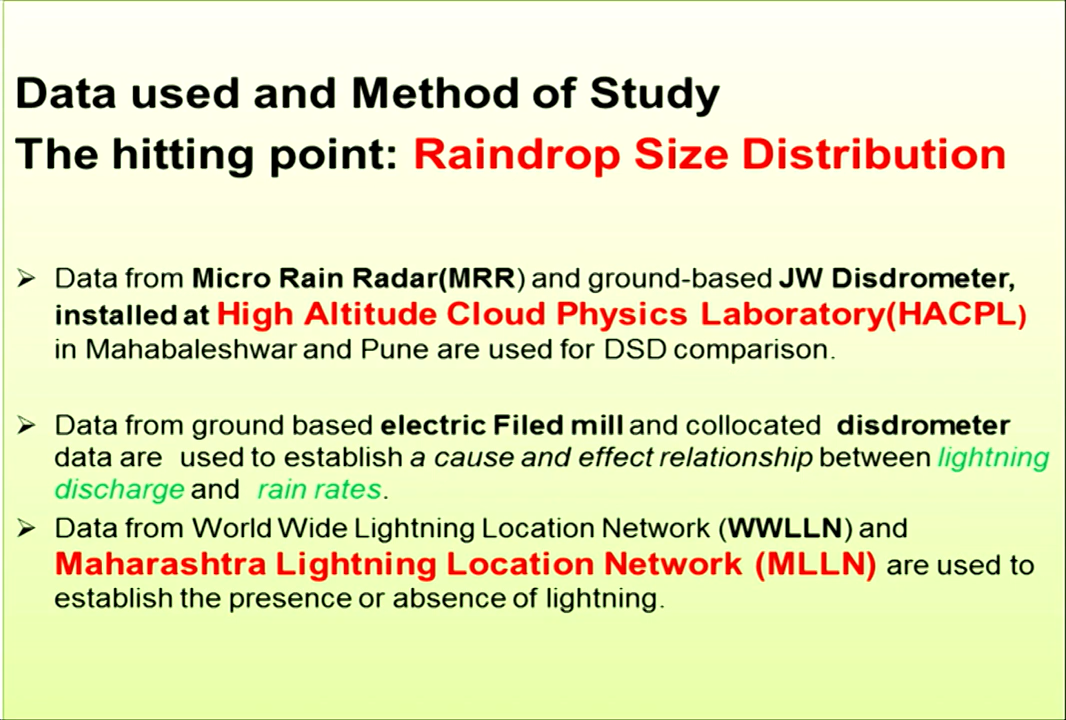 Data used and Method of Study
The hitting point: Raindrop Size Distribution
➢ Data from Micro Rain Radar(MRR) and ground-based JW Disdrometer,
installed at High Altitude Cloud Physics Laboratory(HACPL)
in Mahabaleshwar and Pune are used for DSD comparison.
➢ Data from ground based electric Filed mill and collocated disdrometer
data are used to establish a cause and effect relationship between lightning
discharge and rain rates.
➢ Data from World Wide Lightning Location Network (WWLLN) and
Maharashtra Lightning Location Network (MLLN) are used to
establish the presence or absence of lightning.